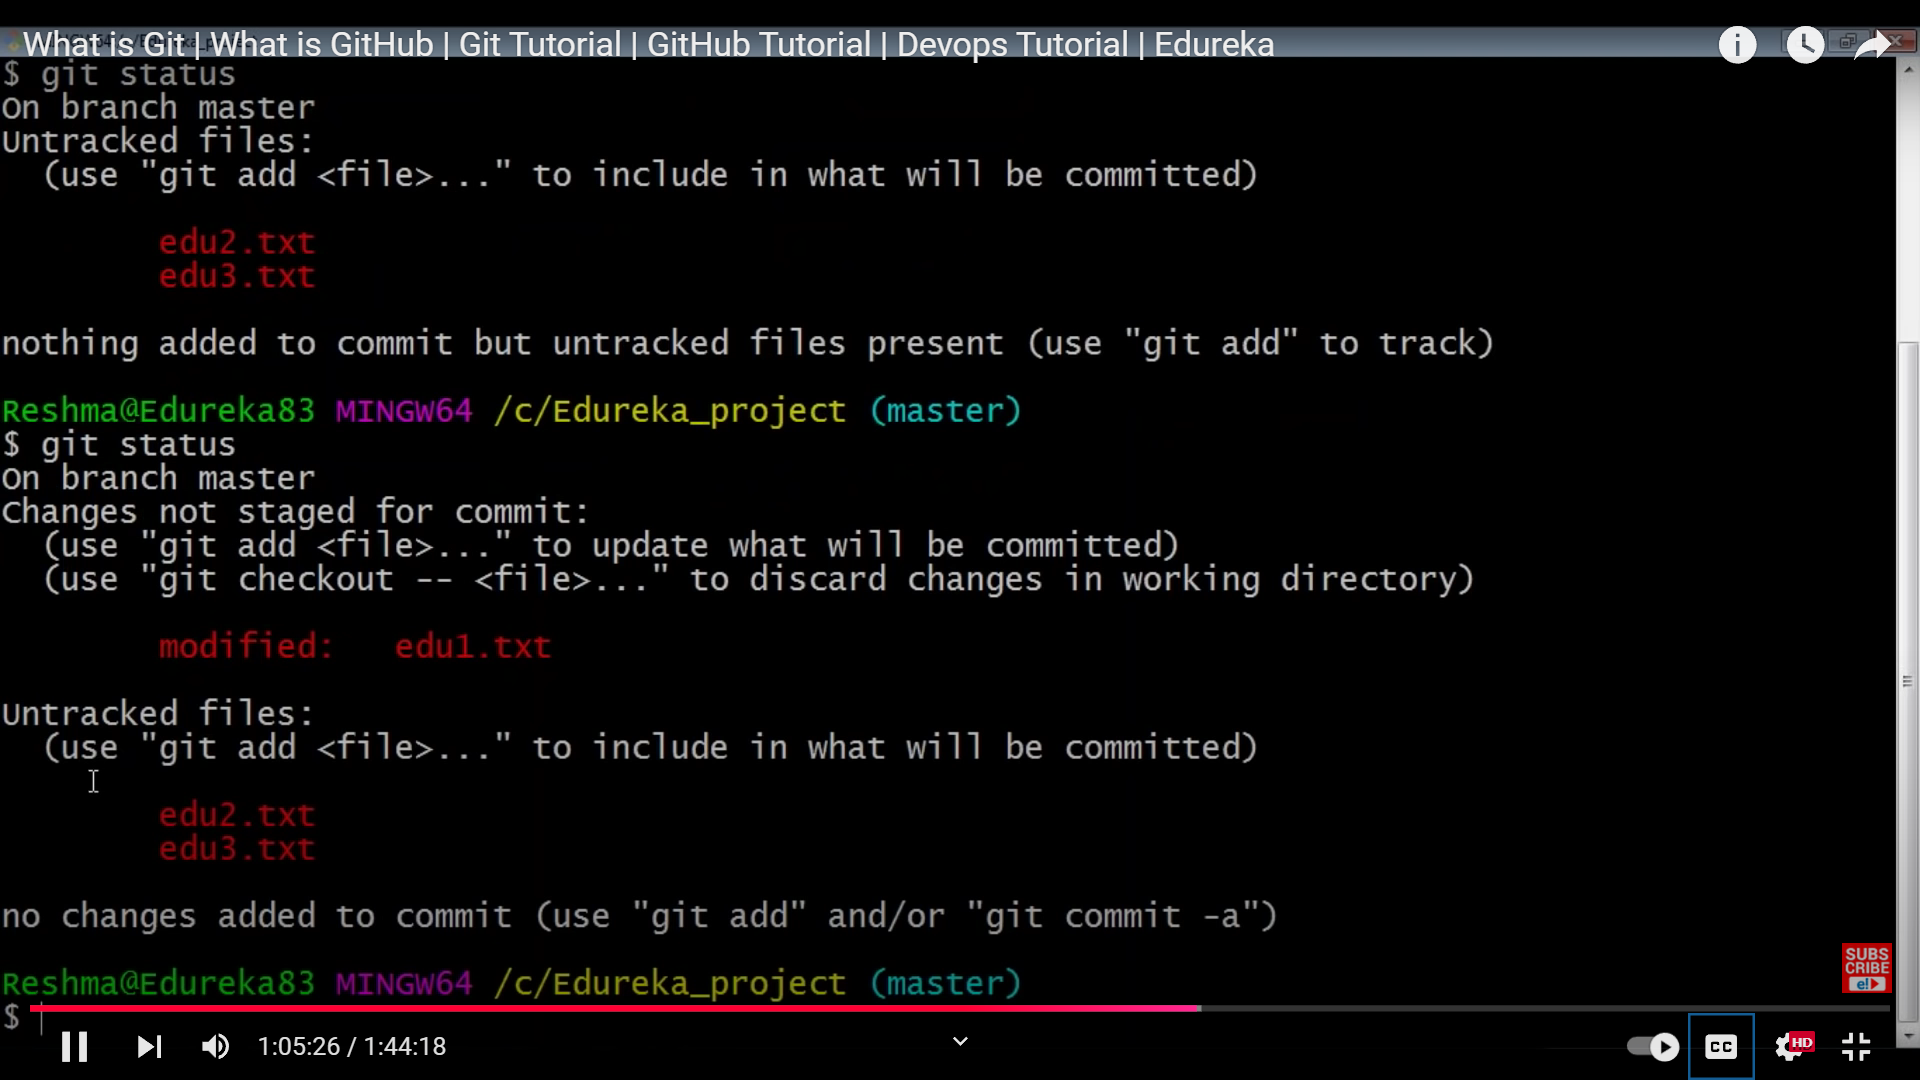 What is Git | What is GitHub | Git Tutorial | GitHub Tutorial | Devops Tutorial | Edureka
$ git status
On branch master
Untracked files:
  (use "git add <file>..." to include in what will be committed)
edu2.txt
edu3.txt
nothing added to commit but untracked files present (use "git add" to track)
Reshma@Edureka83 MINGW64 /c/Edureka_project (master)
$ git status
On branch master
Changes not staged for commit:
  (use "git add <file>..." to update what will be committed)
  (use "git checkout -- <file>..." to discard changes in working directory)
modified:   edu1.txt
Untracked files:
  (use "git add <file>..." to include in what will be committed)
edu2.txt
edu3.txt
no changes added to commit (use "git add" and/or "git commit -a")
SUBS
CRIBE
e!
Reshma@Edureka83 MINGW64 /c/Edureka_project (master)
$
1:05:26 / 1:44:18
CC
HD